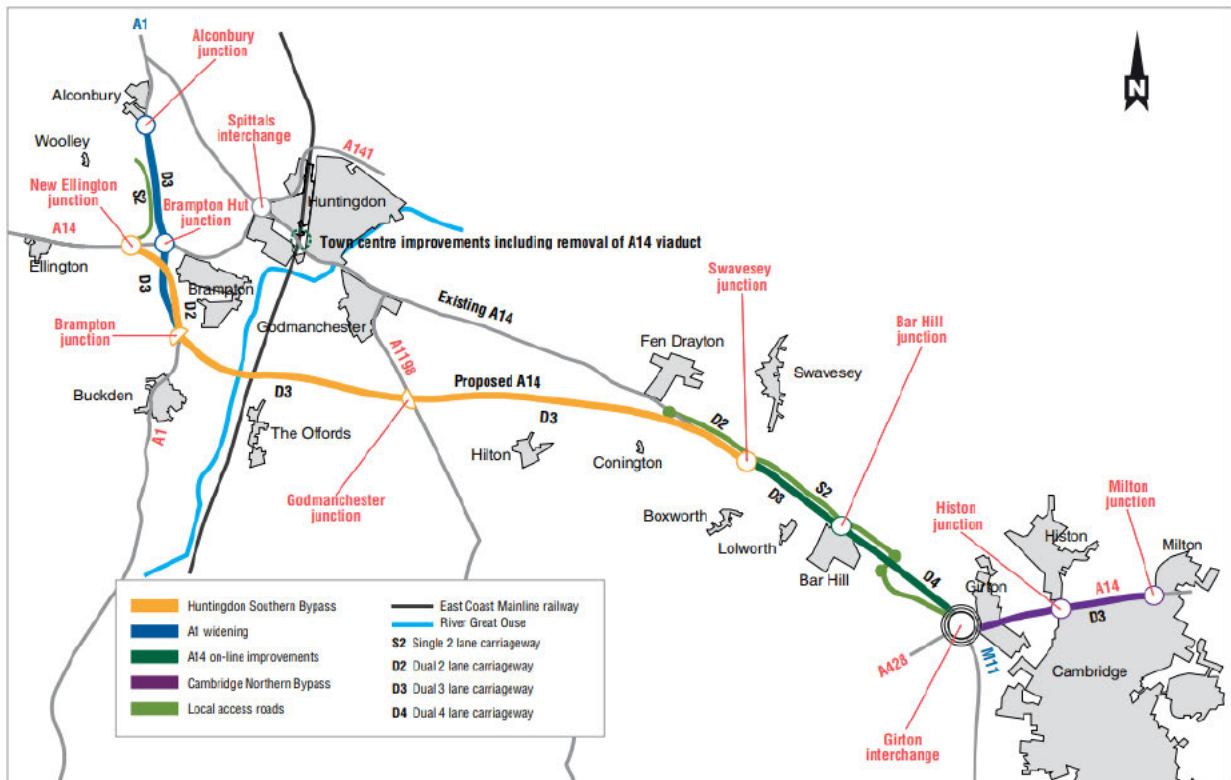 A1
Alconbury
junction
Alconbury
Woolley
Spittals
interchange
A141
N
New Ellington
junction
S2
D3
Brampton Hut
junction
Huntingdon
A14
Ellington
Town centre improvements including removal of A14 viaduct
D3
D2
Brampton
Godmanchester
Existing A14
Swavesey
junction
Brampton
junction
Bar Hill
junction
Fen Drayton
Swavesey
A1198
Buckden
D3
Proposed A14
D3
D2
A1
The Offords
Hilton
Conington
Godmanchester
junction
D3
S2
Boxworth
Lolworth
Bar Hill
D4
Histon
junction
Milton
junction
Histon
Milton
Girton
A14
D3
A428
M11
Cambridge
Girton
interchange
Huntingdon Southern Bypass
A1 widening
A14 on-line improvements
Cambridge Northern Bypass
Local access roads
East Coast Mainline railway
River Great Ouse
S2 Single 2 lane carriageway
D2 Dual 2 lane carriageway
D3 Dual 3 lane carriageway
D4 Dual 4 lane carriageway